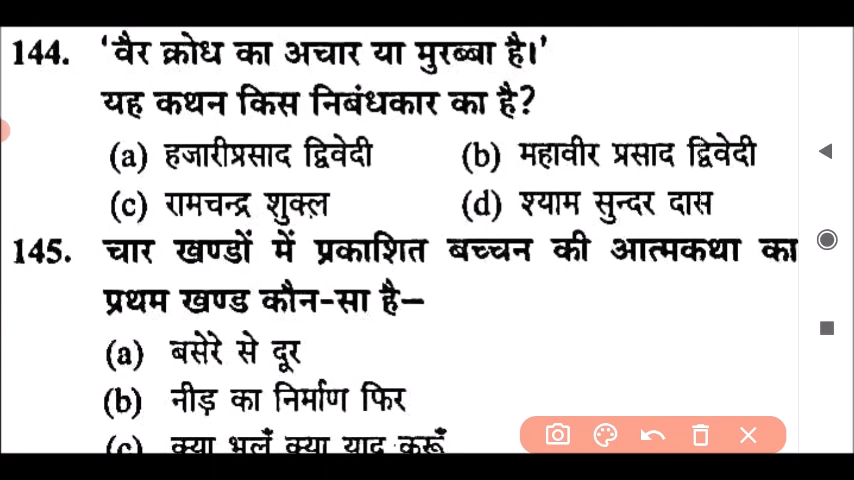 144. 'वैर क्रोध का अचार या मुरब्बा है।'
यह कथन किस निबंधकार का है?
(a) हजारीप्रसाद द्विवेदी (b) महावीर प्रसाद द्विवेदी
(c) रामचन्द्र शुक्ल (d) श्याम सुन्दर दास
145. चार खण्डों में प्रकाशित बच्चन की आत्मकथा का
प्रथम खण्ड कौन-सा है–
(a) बसेरे से दूर
(b) नीड़ का निर्माण फिर
(c) क्या भूलूँ क्या याद करूँ